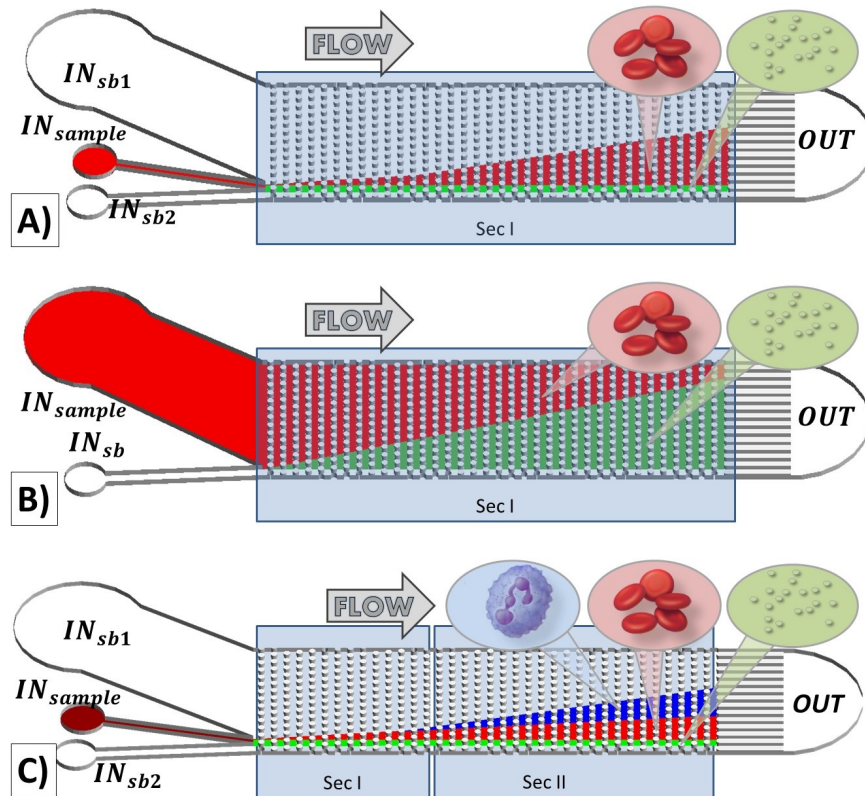 FLOW
IN_sb1
IN_sample
OUT
IN_sb2
A)
Sec I
FLOW
IN_sample
OUT
IN_sb
B)
Sec I
FLOW
IN_sb1
IN_sample
OUT
IN_sb2
C)
Sec I Sec II